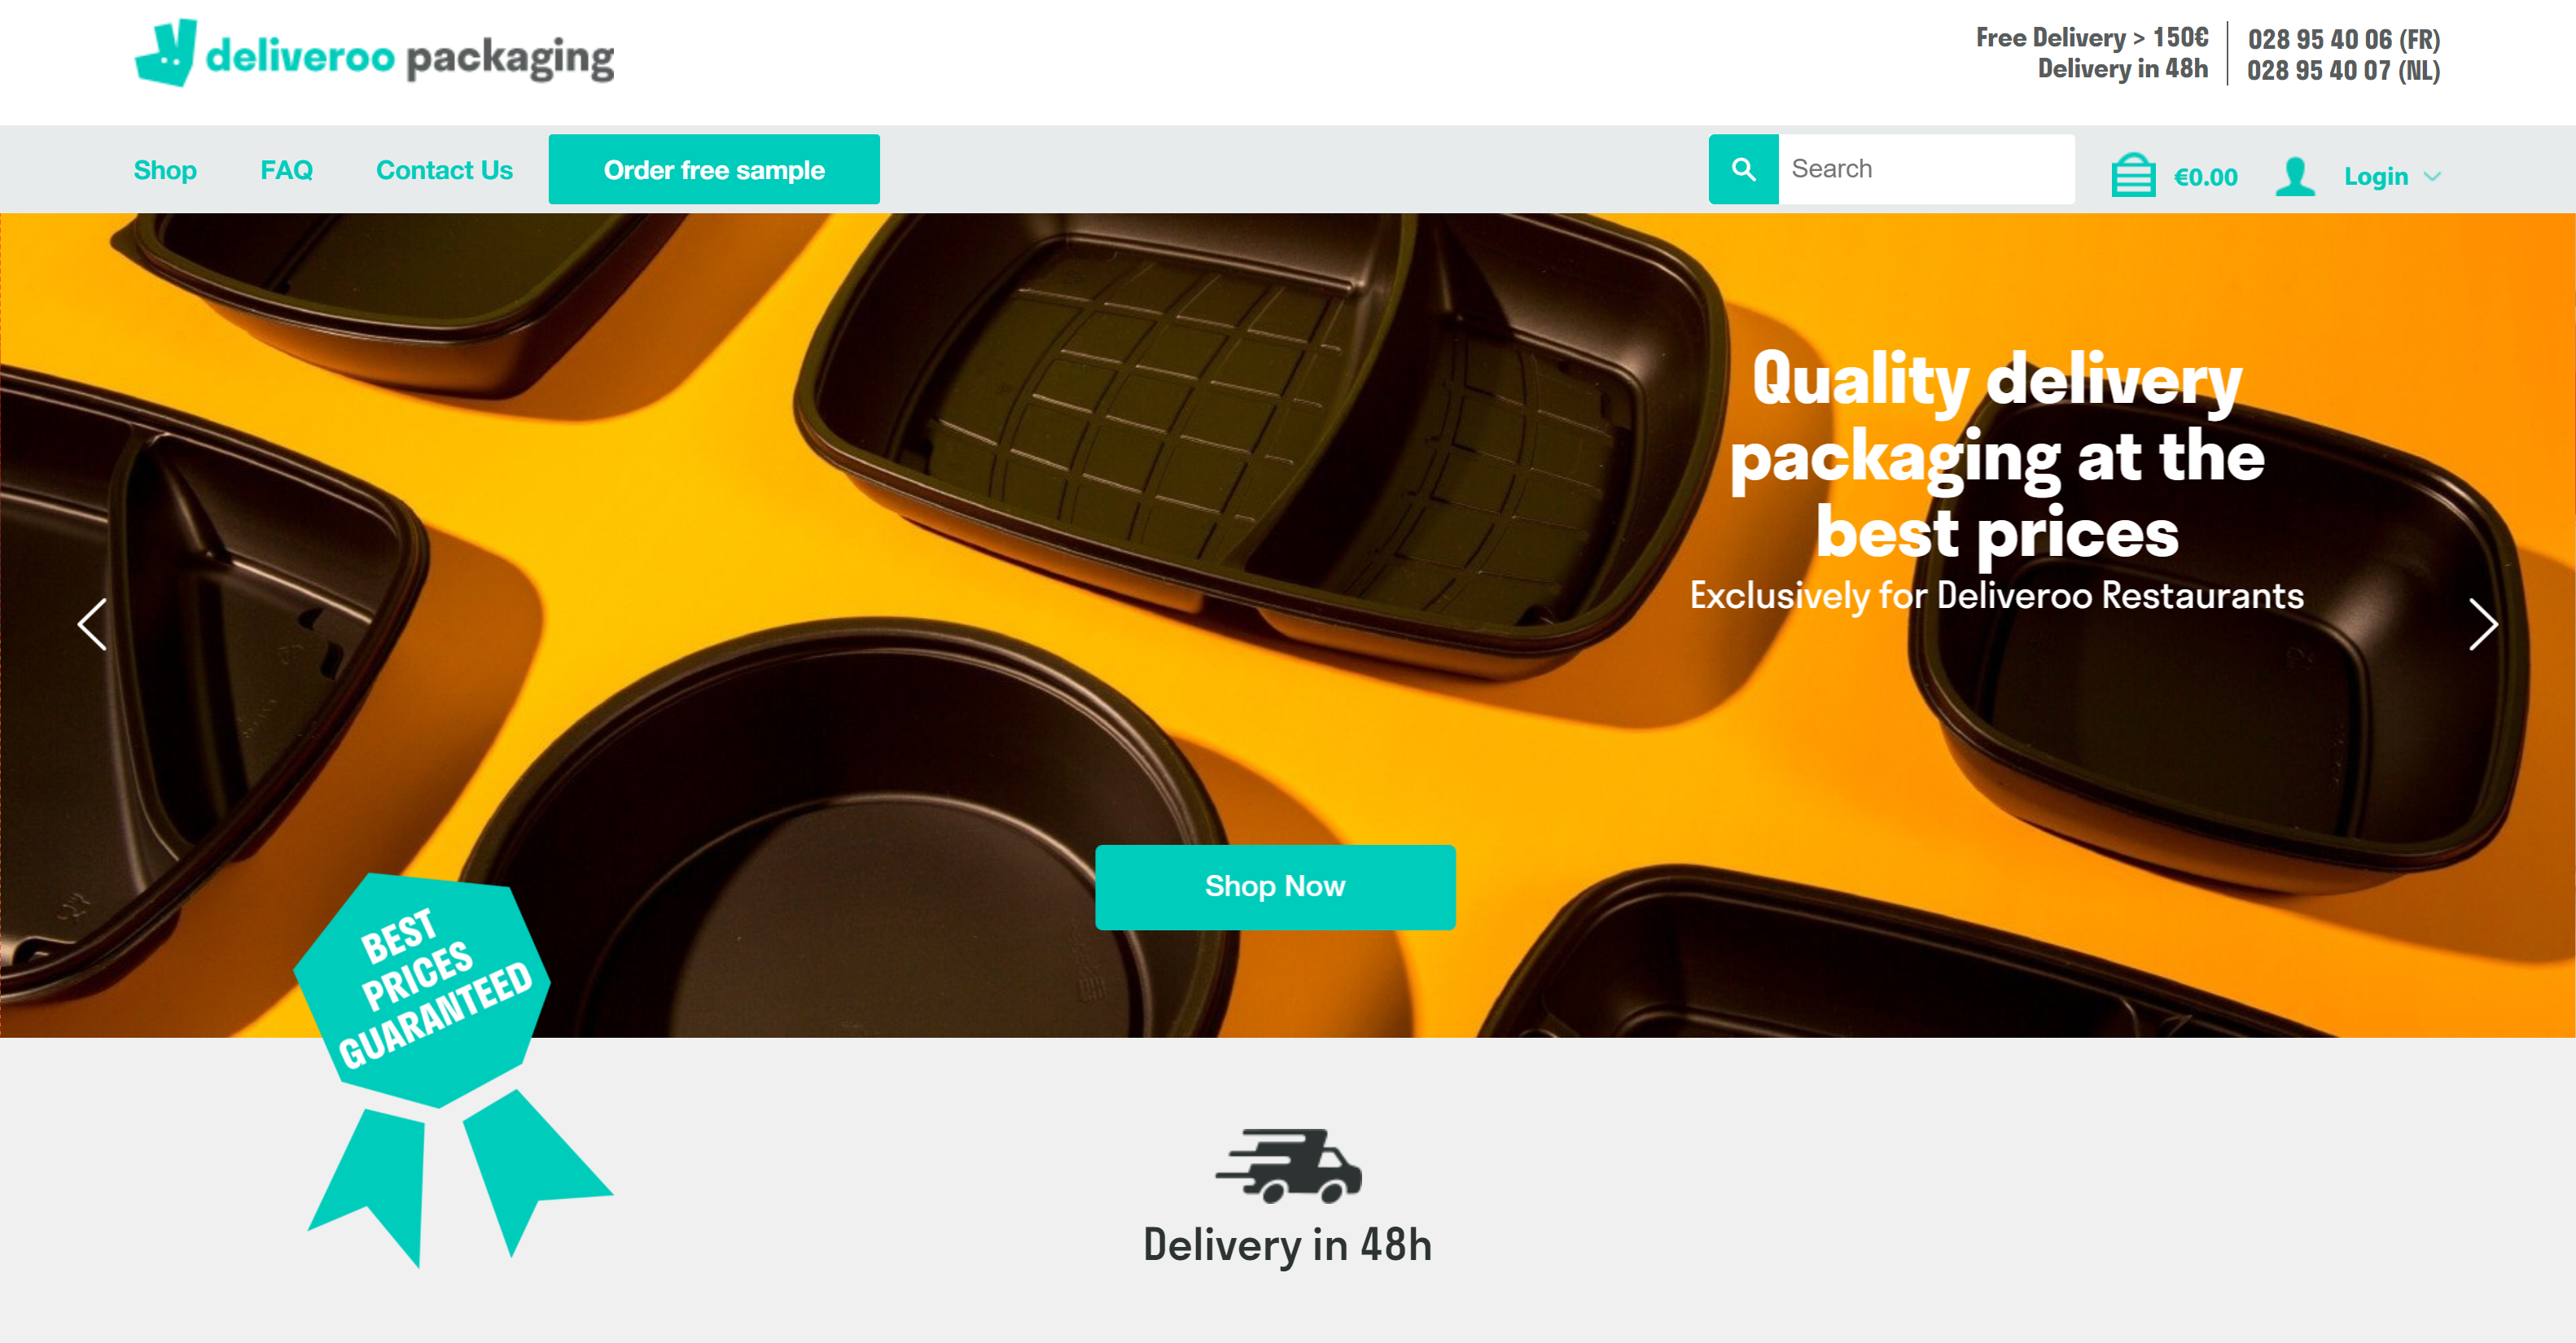 deliveroo packaging
Free Delivery > 150€
Delivery in 48h
028 95 40 06 (FR)
028 95 40 07 (NL)
Shop
FAQ
Contact Us
Order free sample
Search
€0.00
Login
Quality delivery
packaging at the
best prices
Exclusively for Deliveroo Restaurants
Shop Now
BEST
PRICES
GUARANTEED
Delivery in 48h